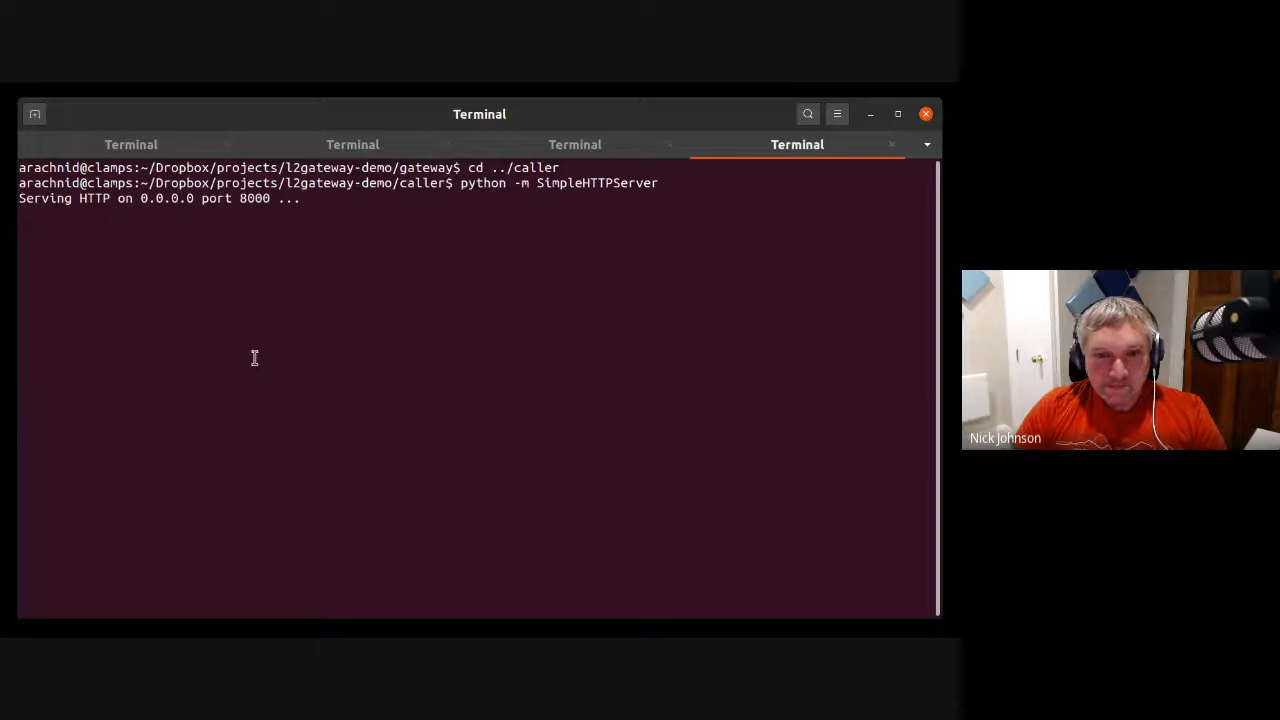 Terminal
Terminal
Terminal
Terminal
Terminal
arachnid@clamps:~/Dropbox/projects/l2gateway-demo/gateway$ cd ../caller
arachnid@clamps:~/Dropbox/projects/l2gateway-demo/caller$ python -m SimpleHTTPServer
Serving HTTP on 0.0.0.0 port 8000 ...
Nick Johnson